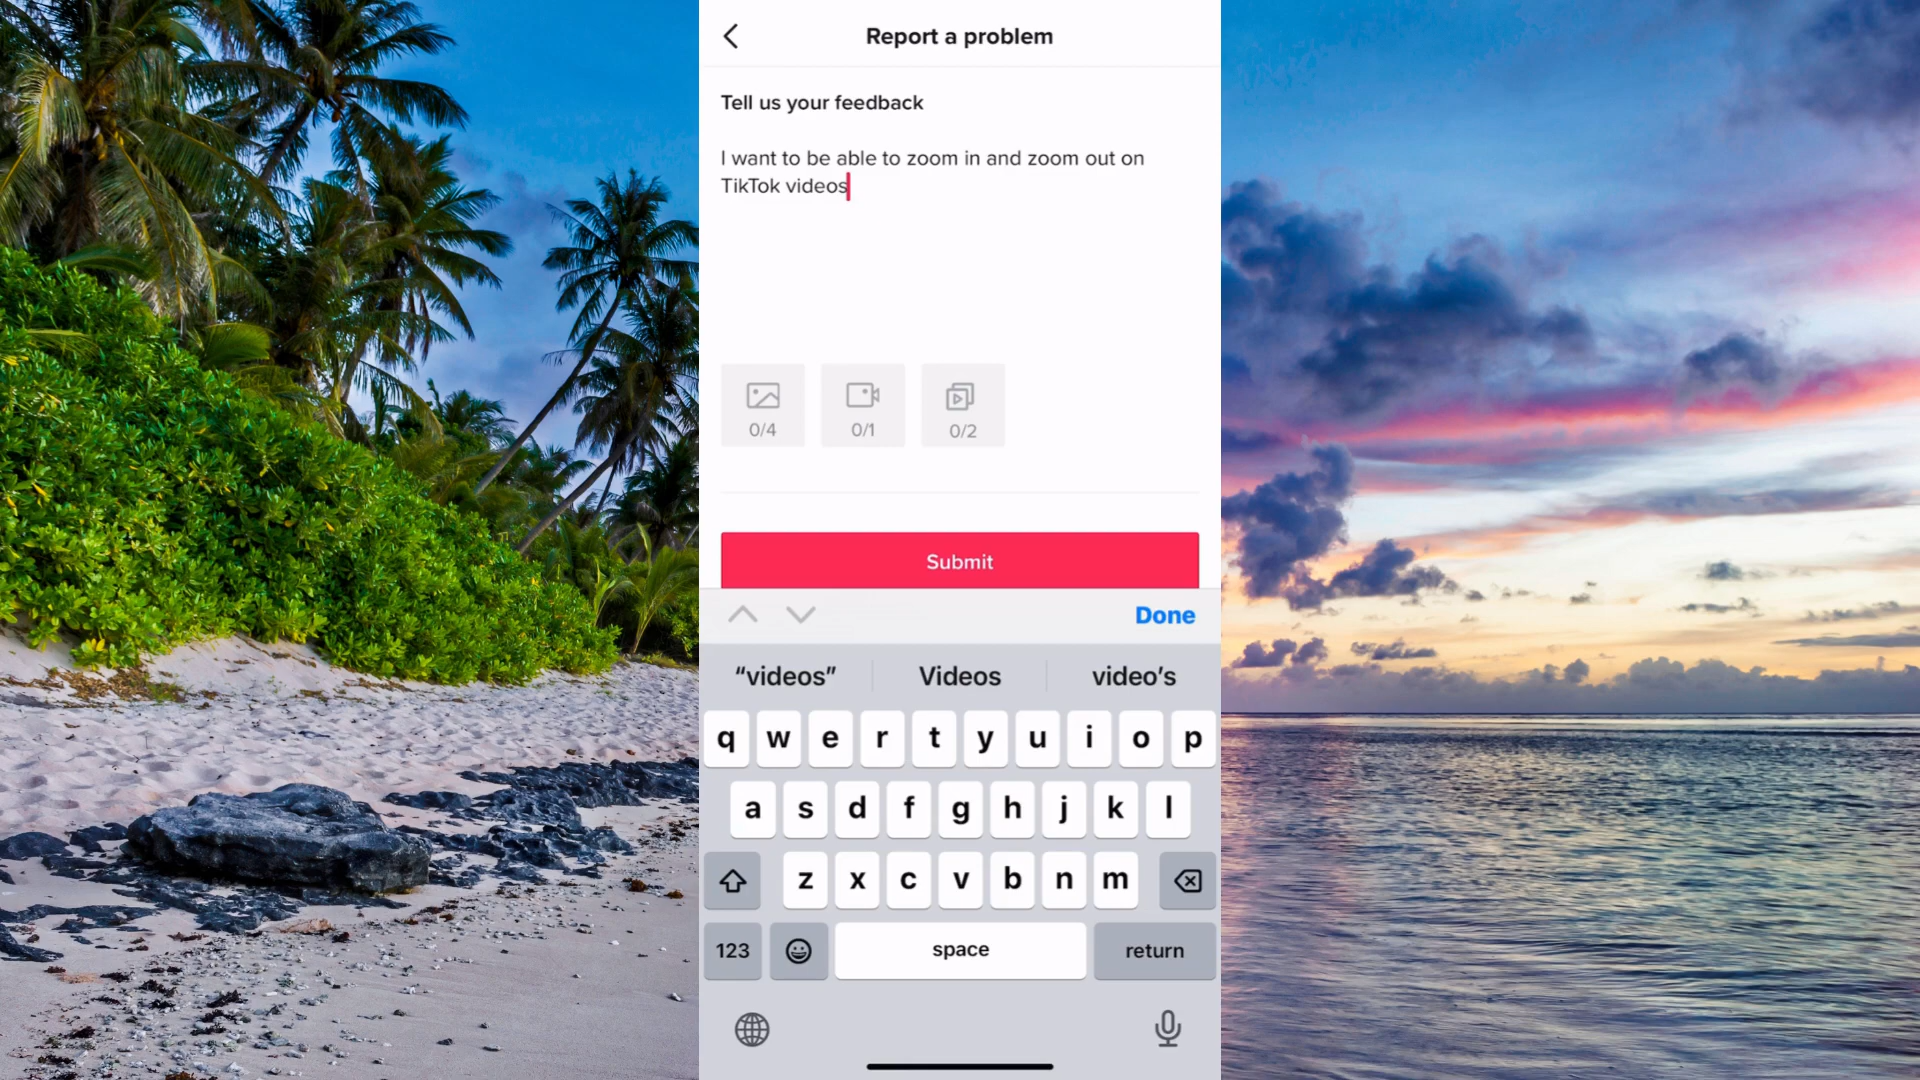 Report a problem
Tell us your feedback
I want to be able to zoom in and zoom out on
TikTok videos
0/4 0/1 0/2
Submit
Done
“videos” Videos video’s
q w e r t y u i o p
a s d f g h j k l
z x c v b n m
123 space return